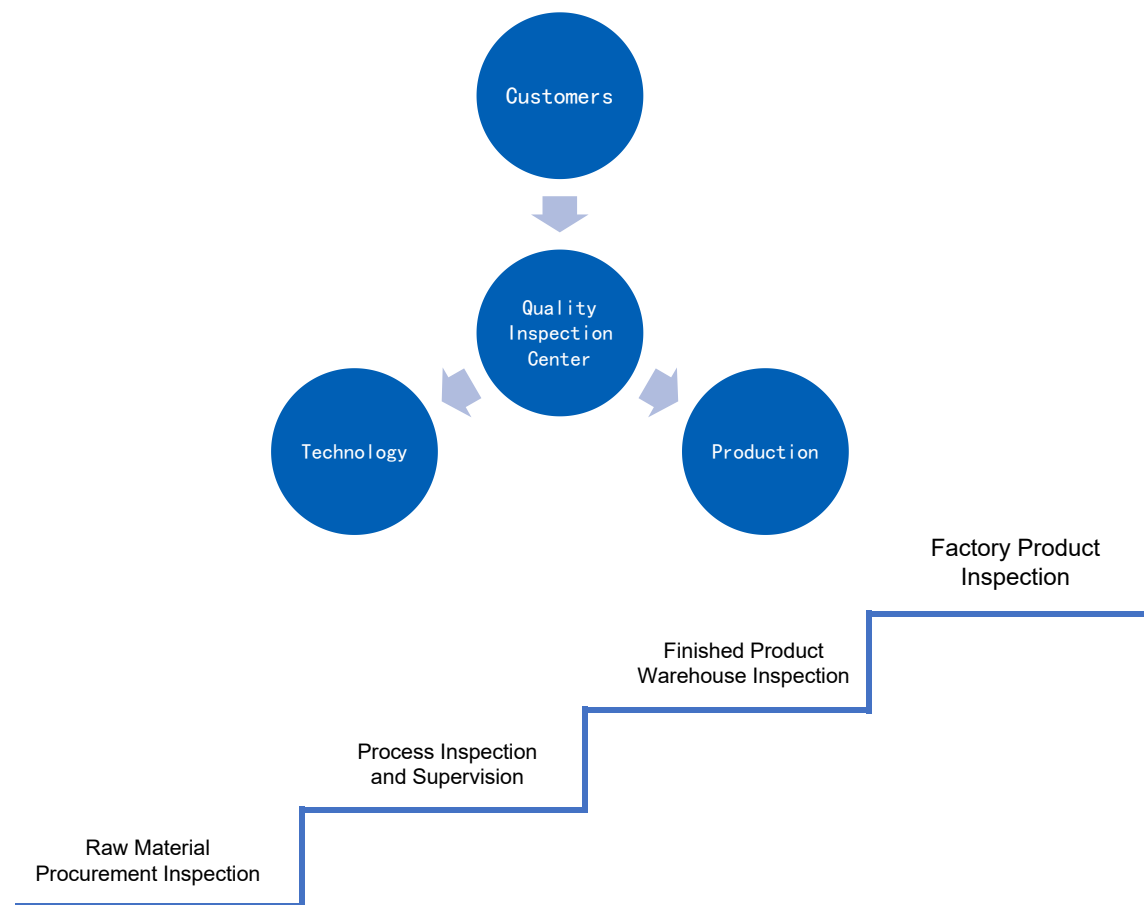 Customers
Quality
Inspection
Center
Technology
Production
Factory Product
Inspection
Finished Product
Warehouse Inspection
Process Inspection
and Supervision
Raw Material
Procurement Inspection